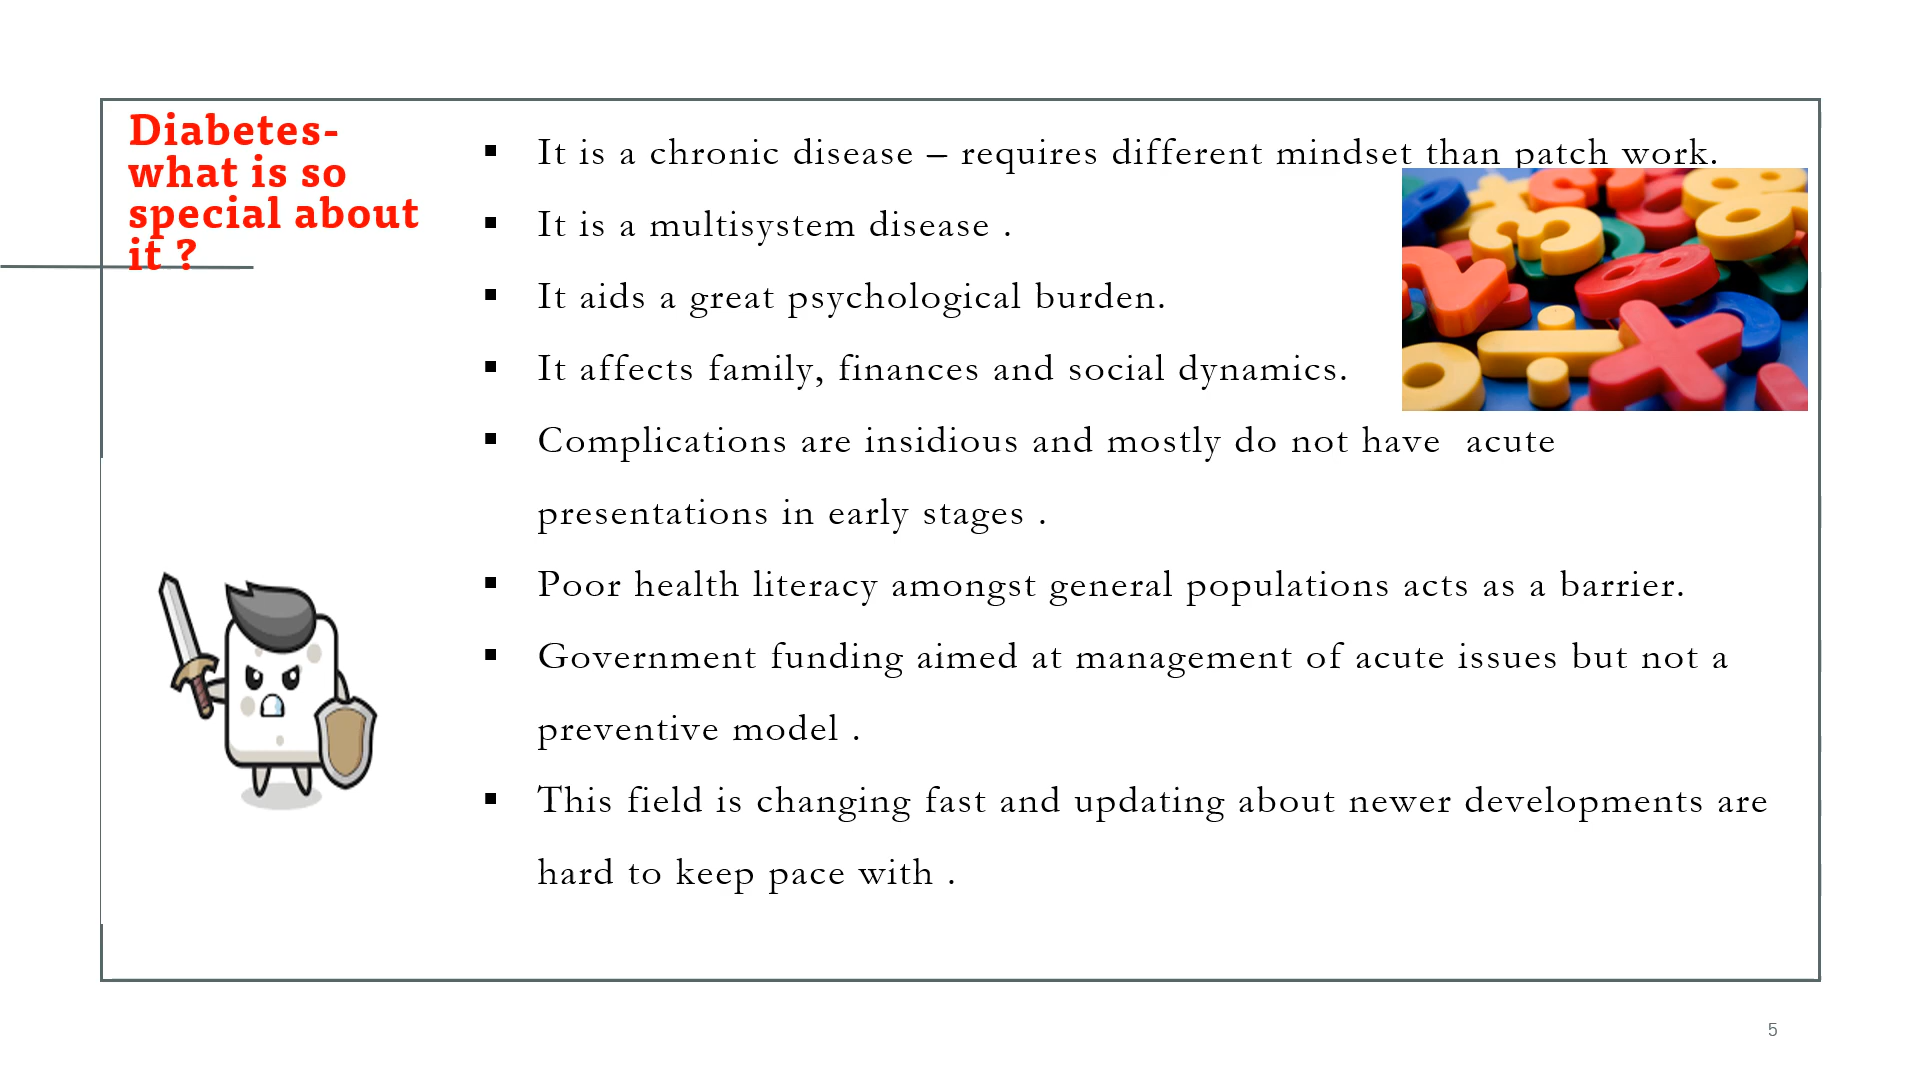 Diabetes-
what is so
special about
it ?
▪ It is a chronic disease – requires different mindset than patch work.
▪ It is a multisystem disease .
▪ It aids a great psychological burden.
▪ It affects family, finances and social dynamics.
▪ Complications are insidious and mostly do not have  acute
presentations in early stages .
▪ Poor health literacy amongst general populations acts as a barrier.
▪ Government funding aimed at management of acute issues but not a
preventive model .
▪ This field is changing fast and updating about newer developments are
hard to keep pace with .
5